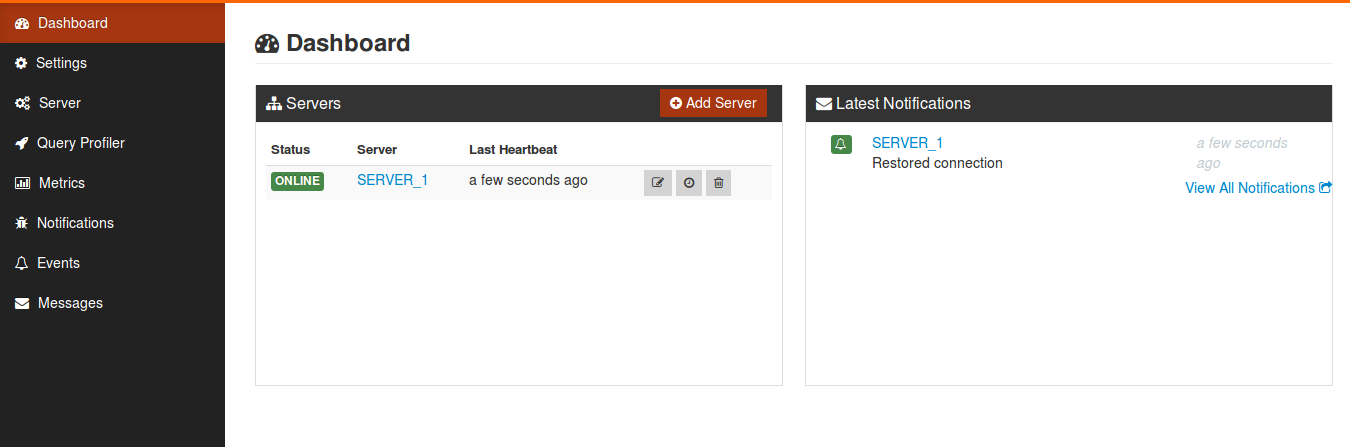 Dashboard
Settings
Server
Query Profiler
Metrics
Notifications
Events
Messages
Dashboard
Servers
Add Server
Status Server Last Heartbeat
ONLINE SERVER_1 a few seconds ago
Latest Notifications
SERVER_1 a few seconds
Restored connection ago
View All Notifications